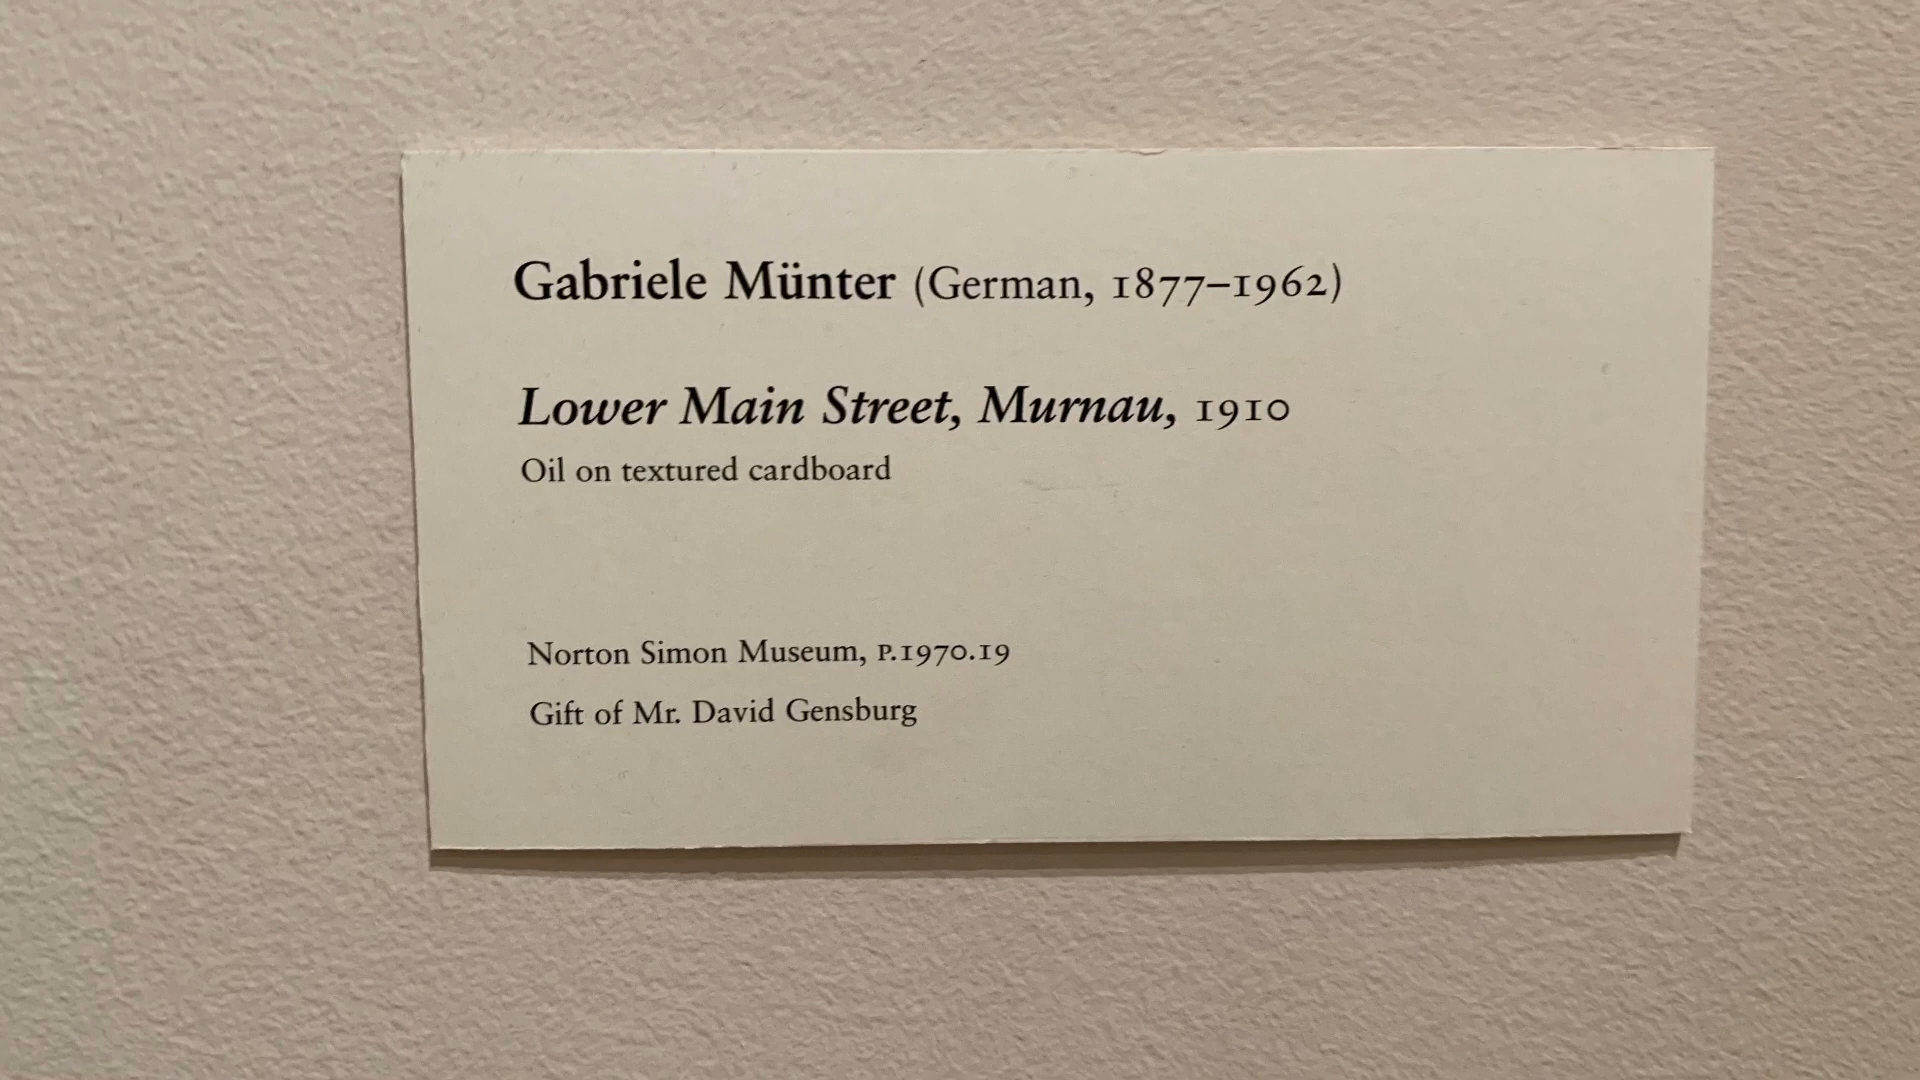 Gabriele Münter (German, 1877–1962)
Lower Main Street, Murnau, 1910
Oil on textured cardboard
Norton Simon Museum, P.1970.19
Gift of Mr. David Gensburg